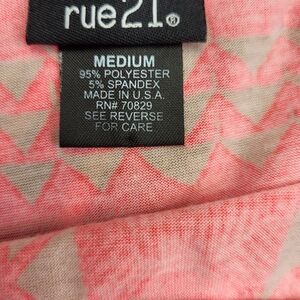 rue21®
MEDIUM
95% POLYESTER
5% SPANDEX
MADE IN U.S.A.
RN# 70829
SEE REVERSE
FOR CARE